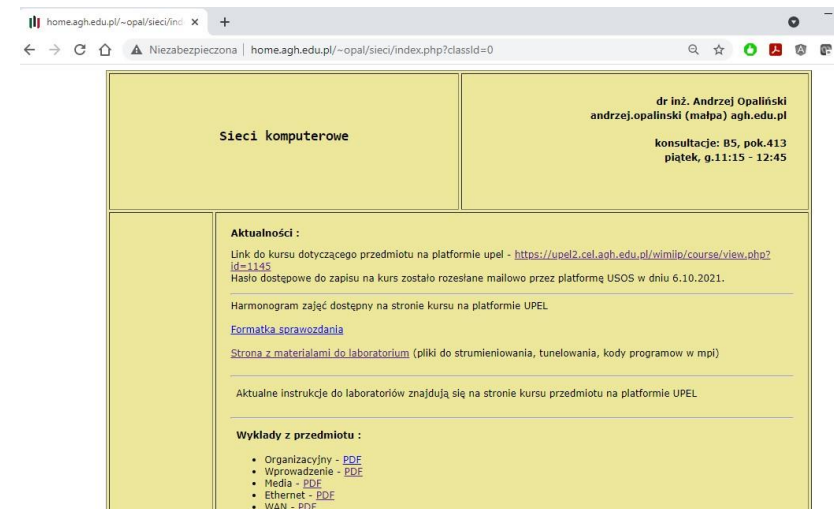 home.agh.edu.pl/~opal/sieci/ind
Niezabezpieczona | home.agh.edu.pl/~opal/sieci/index.php?classId=0
Sieci komputerowe
dr inż. Andrzej Opaliński
andrzej.opalinski (małpa) agh.edu.pl
konsultacje: B5, pok.413
piątek, g.11:15 - 12:45
Aktualności :
Link do kursu dotyczącego przedmiotu na platformie upel - https://upel2.cel.agh.edu.pl/wimiip/course/view.php?
id=1145
Hasło dostępowe do zapisu na kurs zostało rozesłane mailowo przez platformę USOS w dniu 6.10.2021.
Harmonogram zajęć dostępny na stronie kursu na platformie UPEL
Formatka sprawozdania
Strona z materialami do laboratorium (pliki do strumieniowania, tunelowania, kody programow w mpi)
Aktualne instrukcje do laboratoriów znajdują się na stronie kursu przedmiotu na platformie UPEL
Wyklady z przedmiotu :
• Organizacyjny - PDF
• Wprowadzenie - PDF
• Media - PDF
• Ethernet - PDF
• WAN - PDF